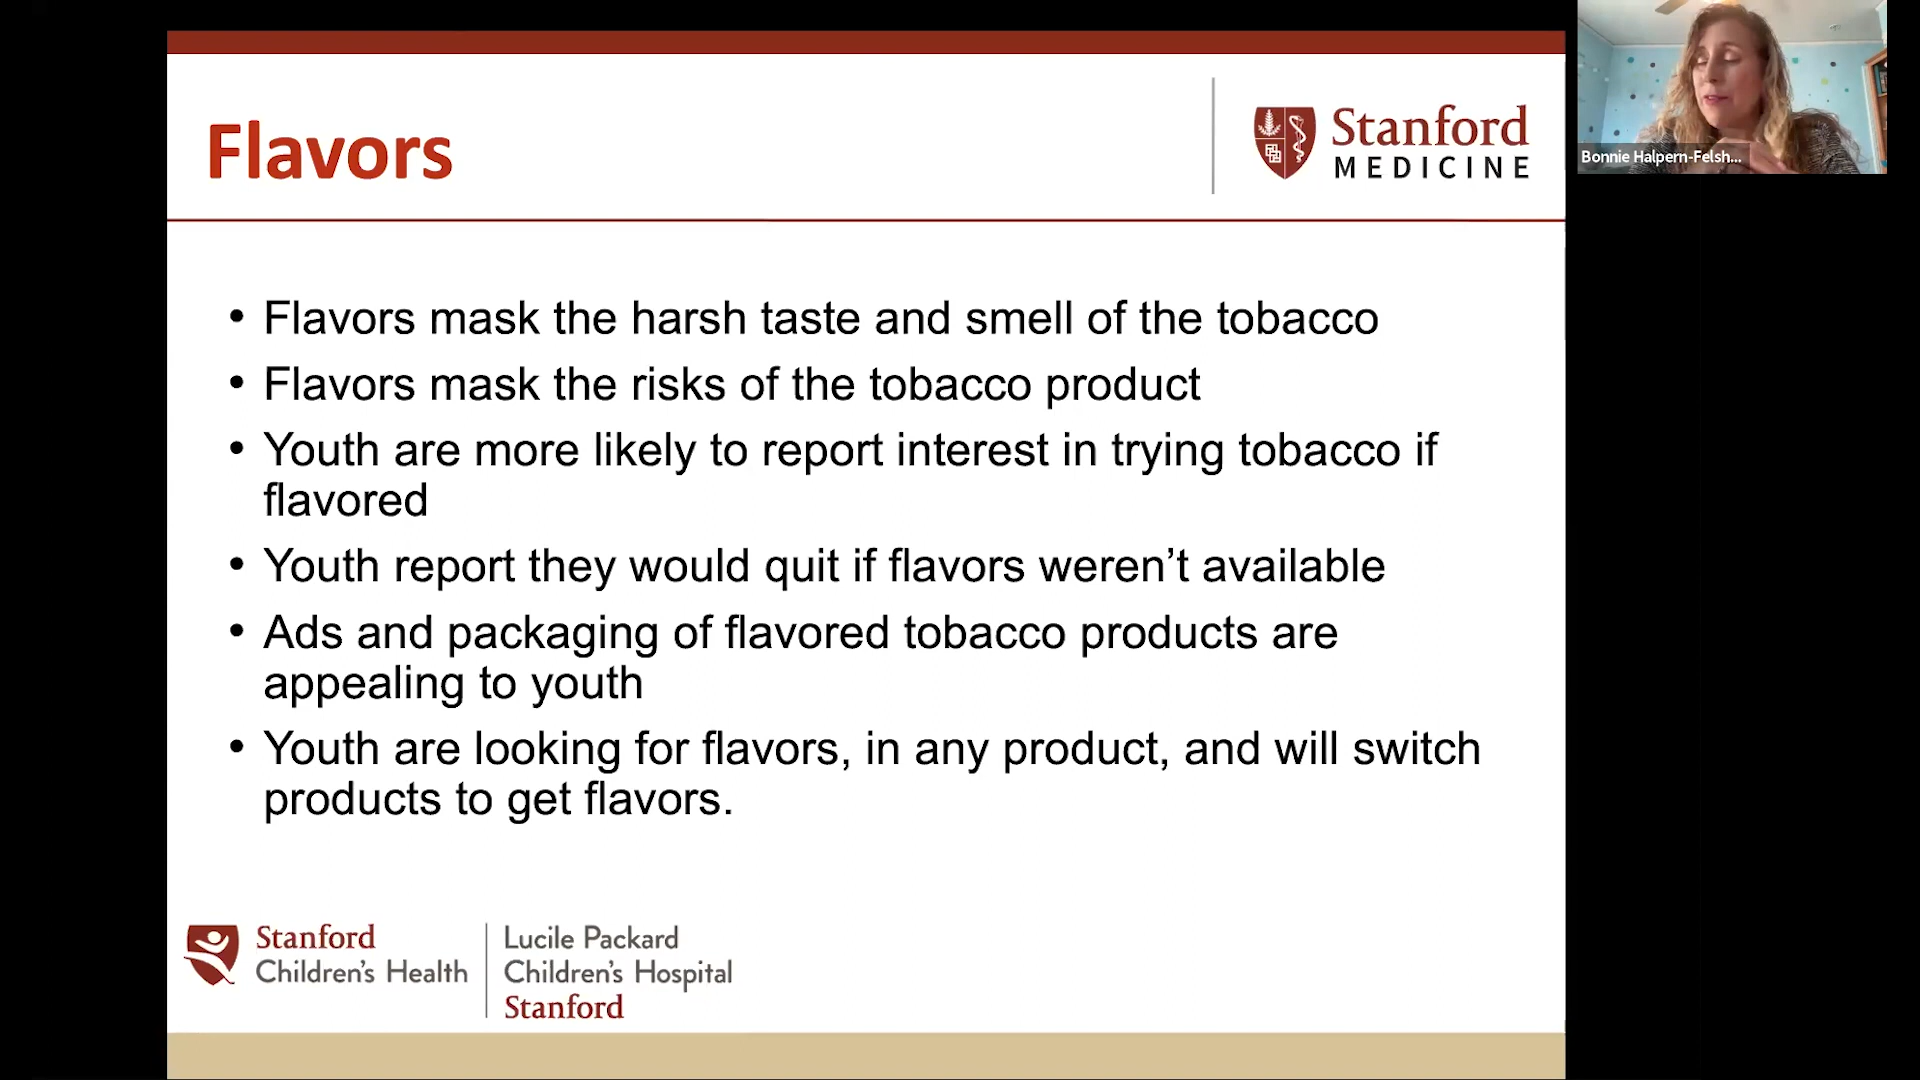 Flavors
Stanford
MEDICINE
Bonnie Halpern-Felsh...
• Flavors mask the harsh taste and smell of the tobacco
• Flavors mask the risks of the tobacco product
• Youth are more likely to report interest in trying tobacco if
flavored
• Youth report they would quit if flavors weren’t available
• Ads and packaging of flavored tobacco products are
appealing to youth
• Youth are looking for flavors, in any product, and will switch
products to get flavors.
Stanford
Children’s Health
Lucile Packard
Children’s Hospital
Stanford